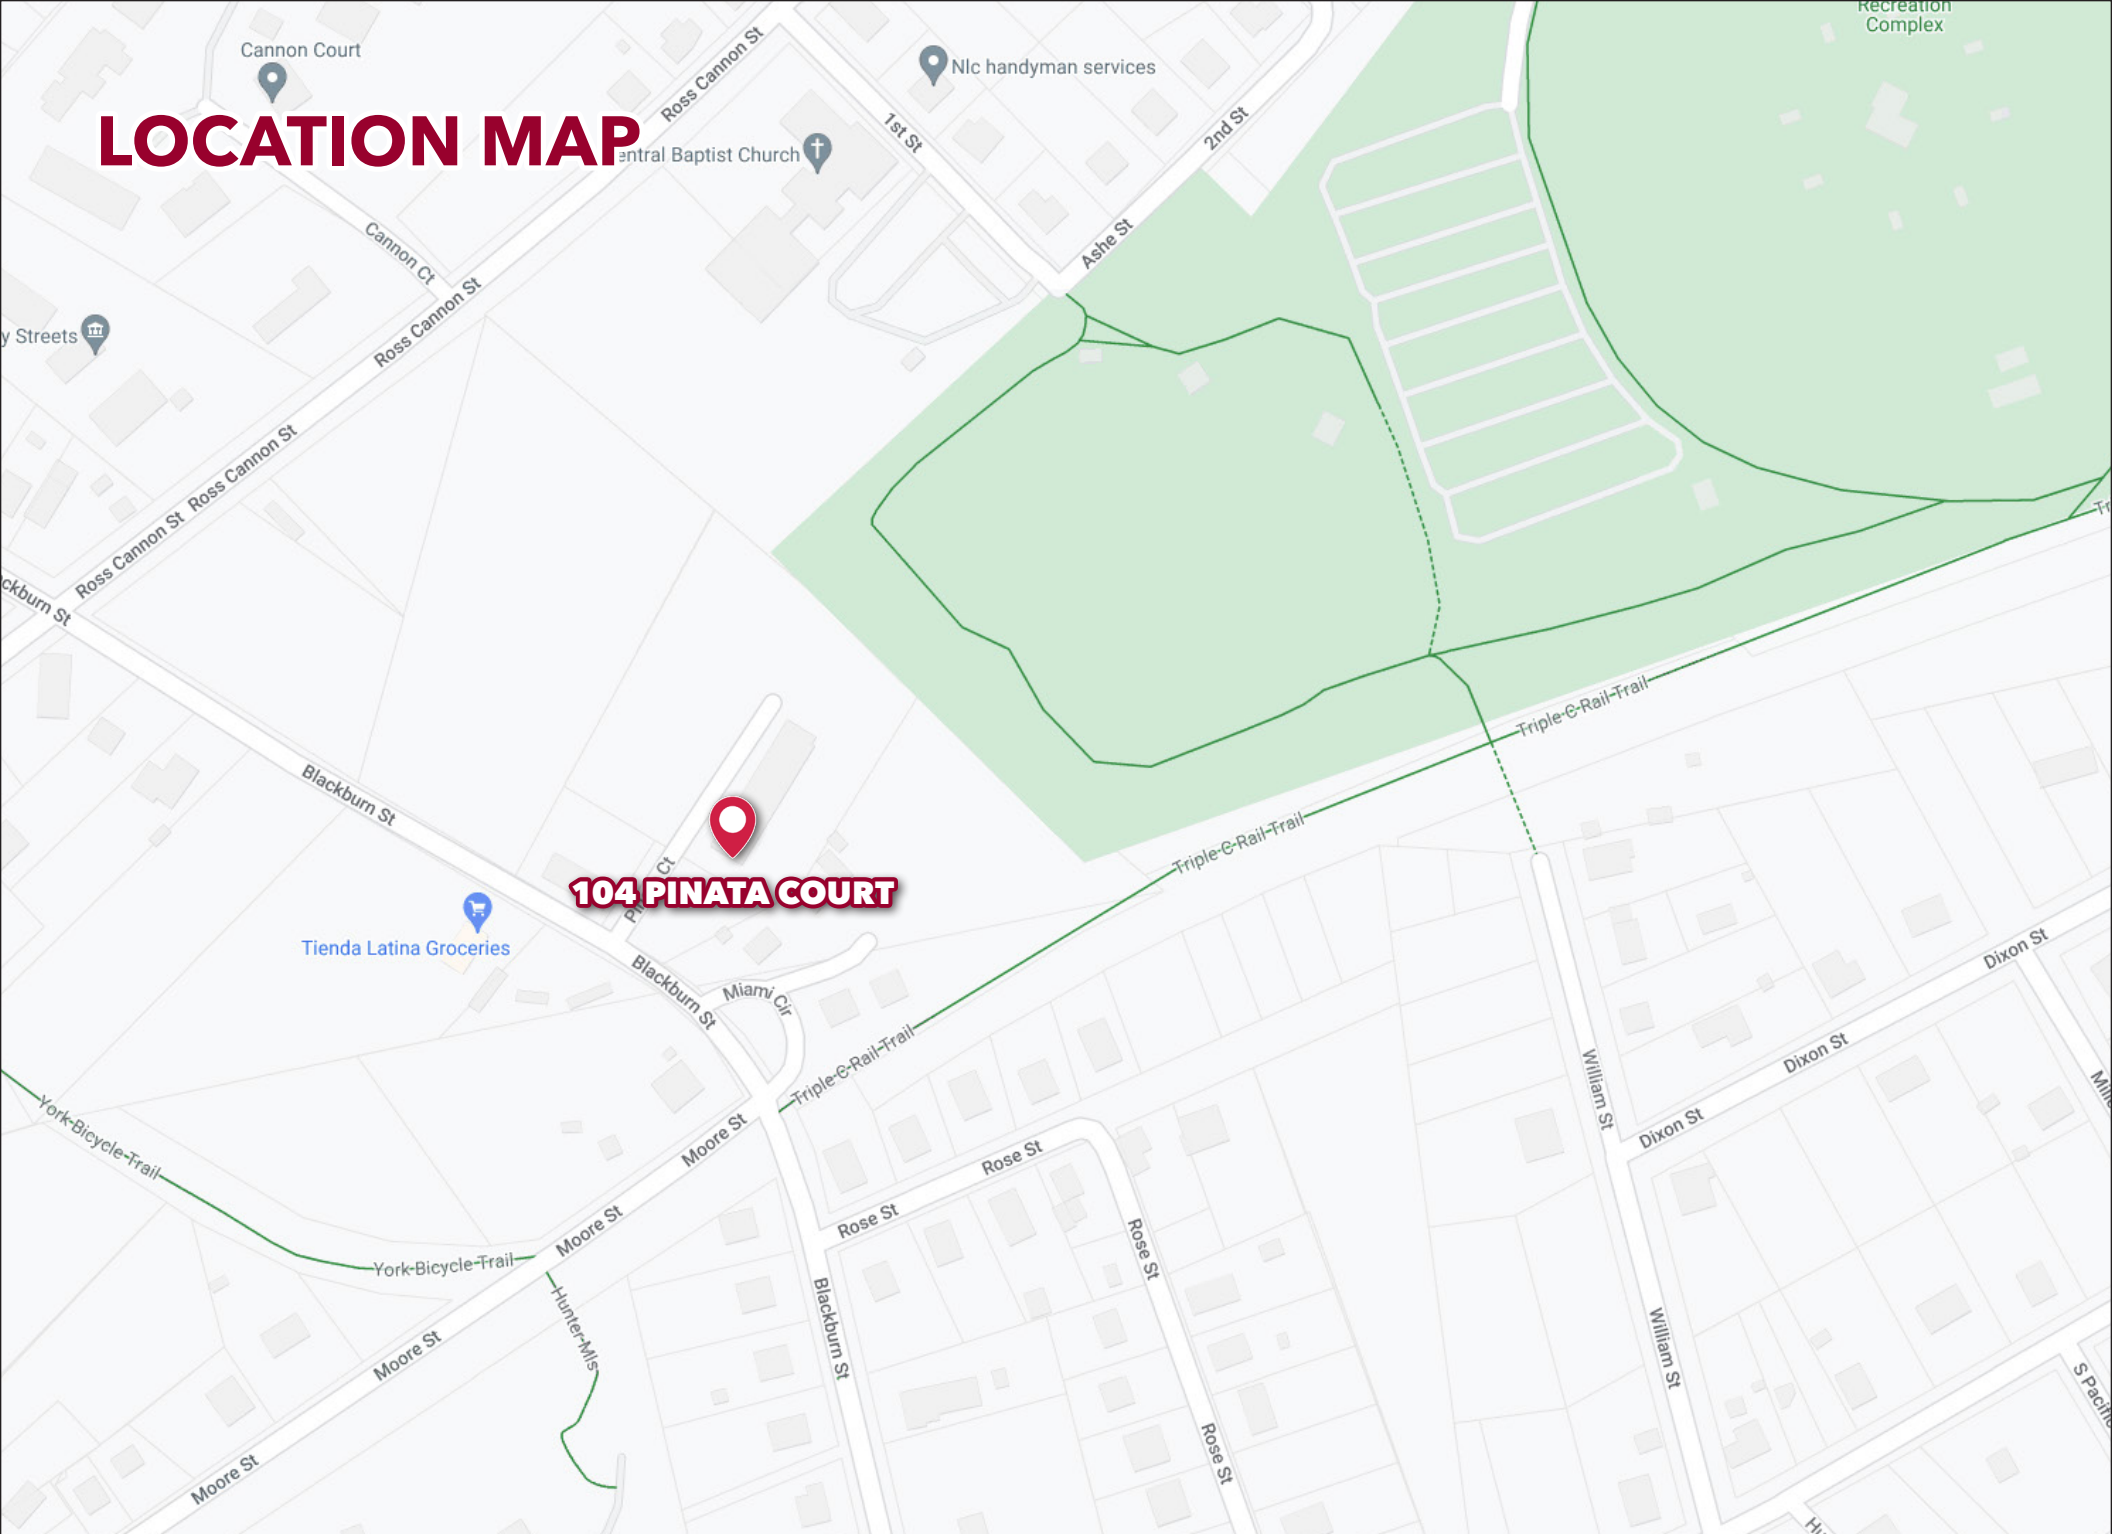 Recreation
Complex
Cannon Court
Ross Cannon St
Nlc handyman services
LOCATION MAP
1st St
2nd St
entral Baptist Church
Cannon Ct
Ashe St
Ross Cannon St
y Streets
Ross Cannon St
Ross Cannon St
ckburn St
Triple C Rail Trail
Blackburn St
Triple C Rail Trail
Ct
104 PINATA COURT
Tienda Latina Groceries
Dixon St
Blackburn St
Miami Cir
Triple C Rail Trail
Dixon St
William St
York Bicycle Trail
Moore St
Dixon St
Rose St
Moore St
Rose St
Rose St
York Bicycle Trail
Hunter Mls
Blackburn St
William St
Moore St
S Pacific
Rose St
Moore St